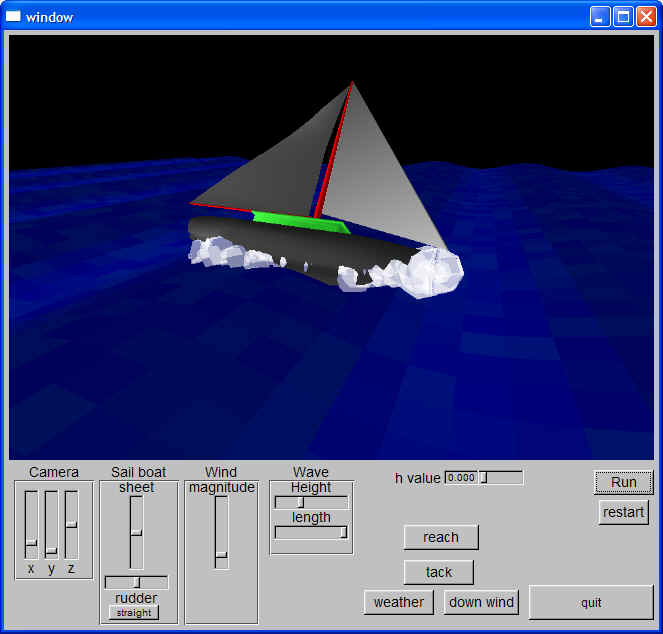 window
Camera
Sail boat
Wind
Wave
sheet
magnitude
Height
length
x y z
rudder
straight
h value 0.000
Run
restart
reach
tack
weather
down wind
quit